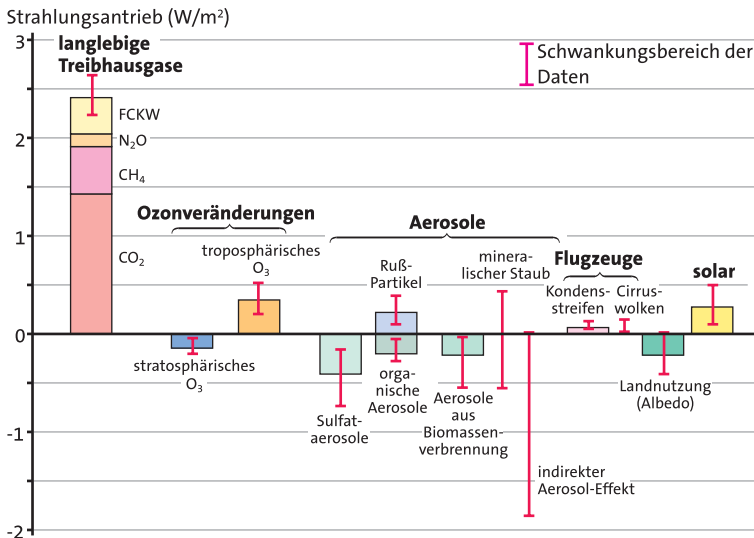 Strahlungsantrieb (W/m²)
3
langlebige
Treibhausgase
Schwankungsbereich der
Daten
FCKW
2
N₂O
CH₄
Ozonveränderungen
Aerosole
1
troposphärisches
O₃
CO₂
Ruß-
Partikel
minera-
lischer Staub
Flugzeuge
Kondens-
streifen
Cirrus-
wolken
solar
0
stratosphärisches
O₃
orga-
nische
Aerosole
Sulfat-
aerosole
Aerosole
aus
Biomassen-
verbrennung
Landnutzung
(Albedo)
-1
indirekter
Aerosol-Effekt
-2